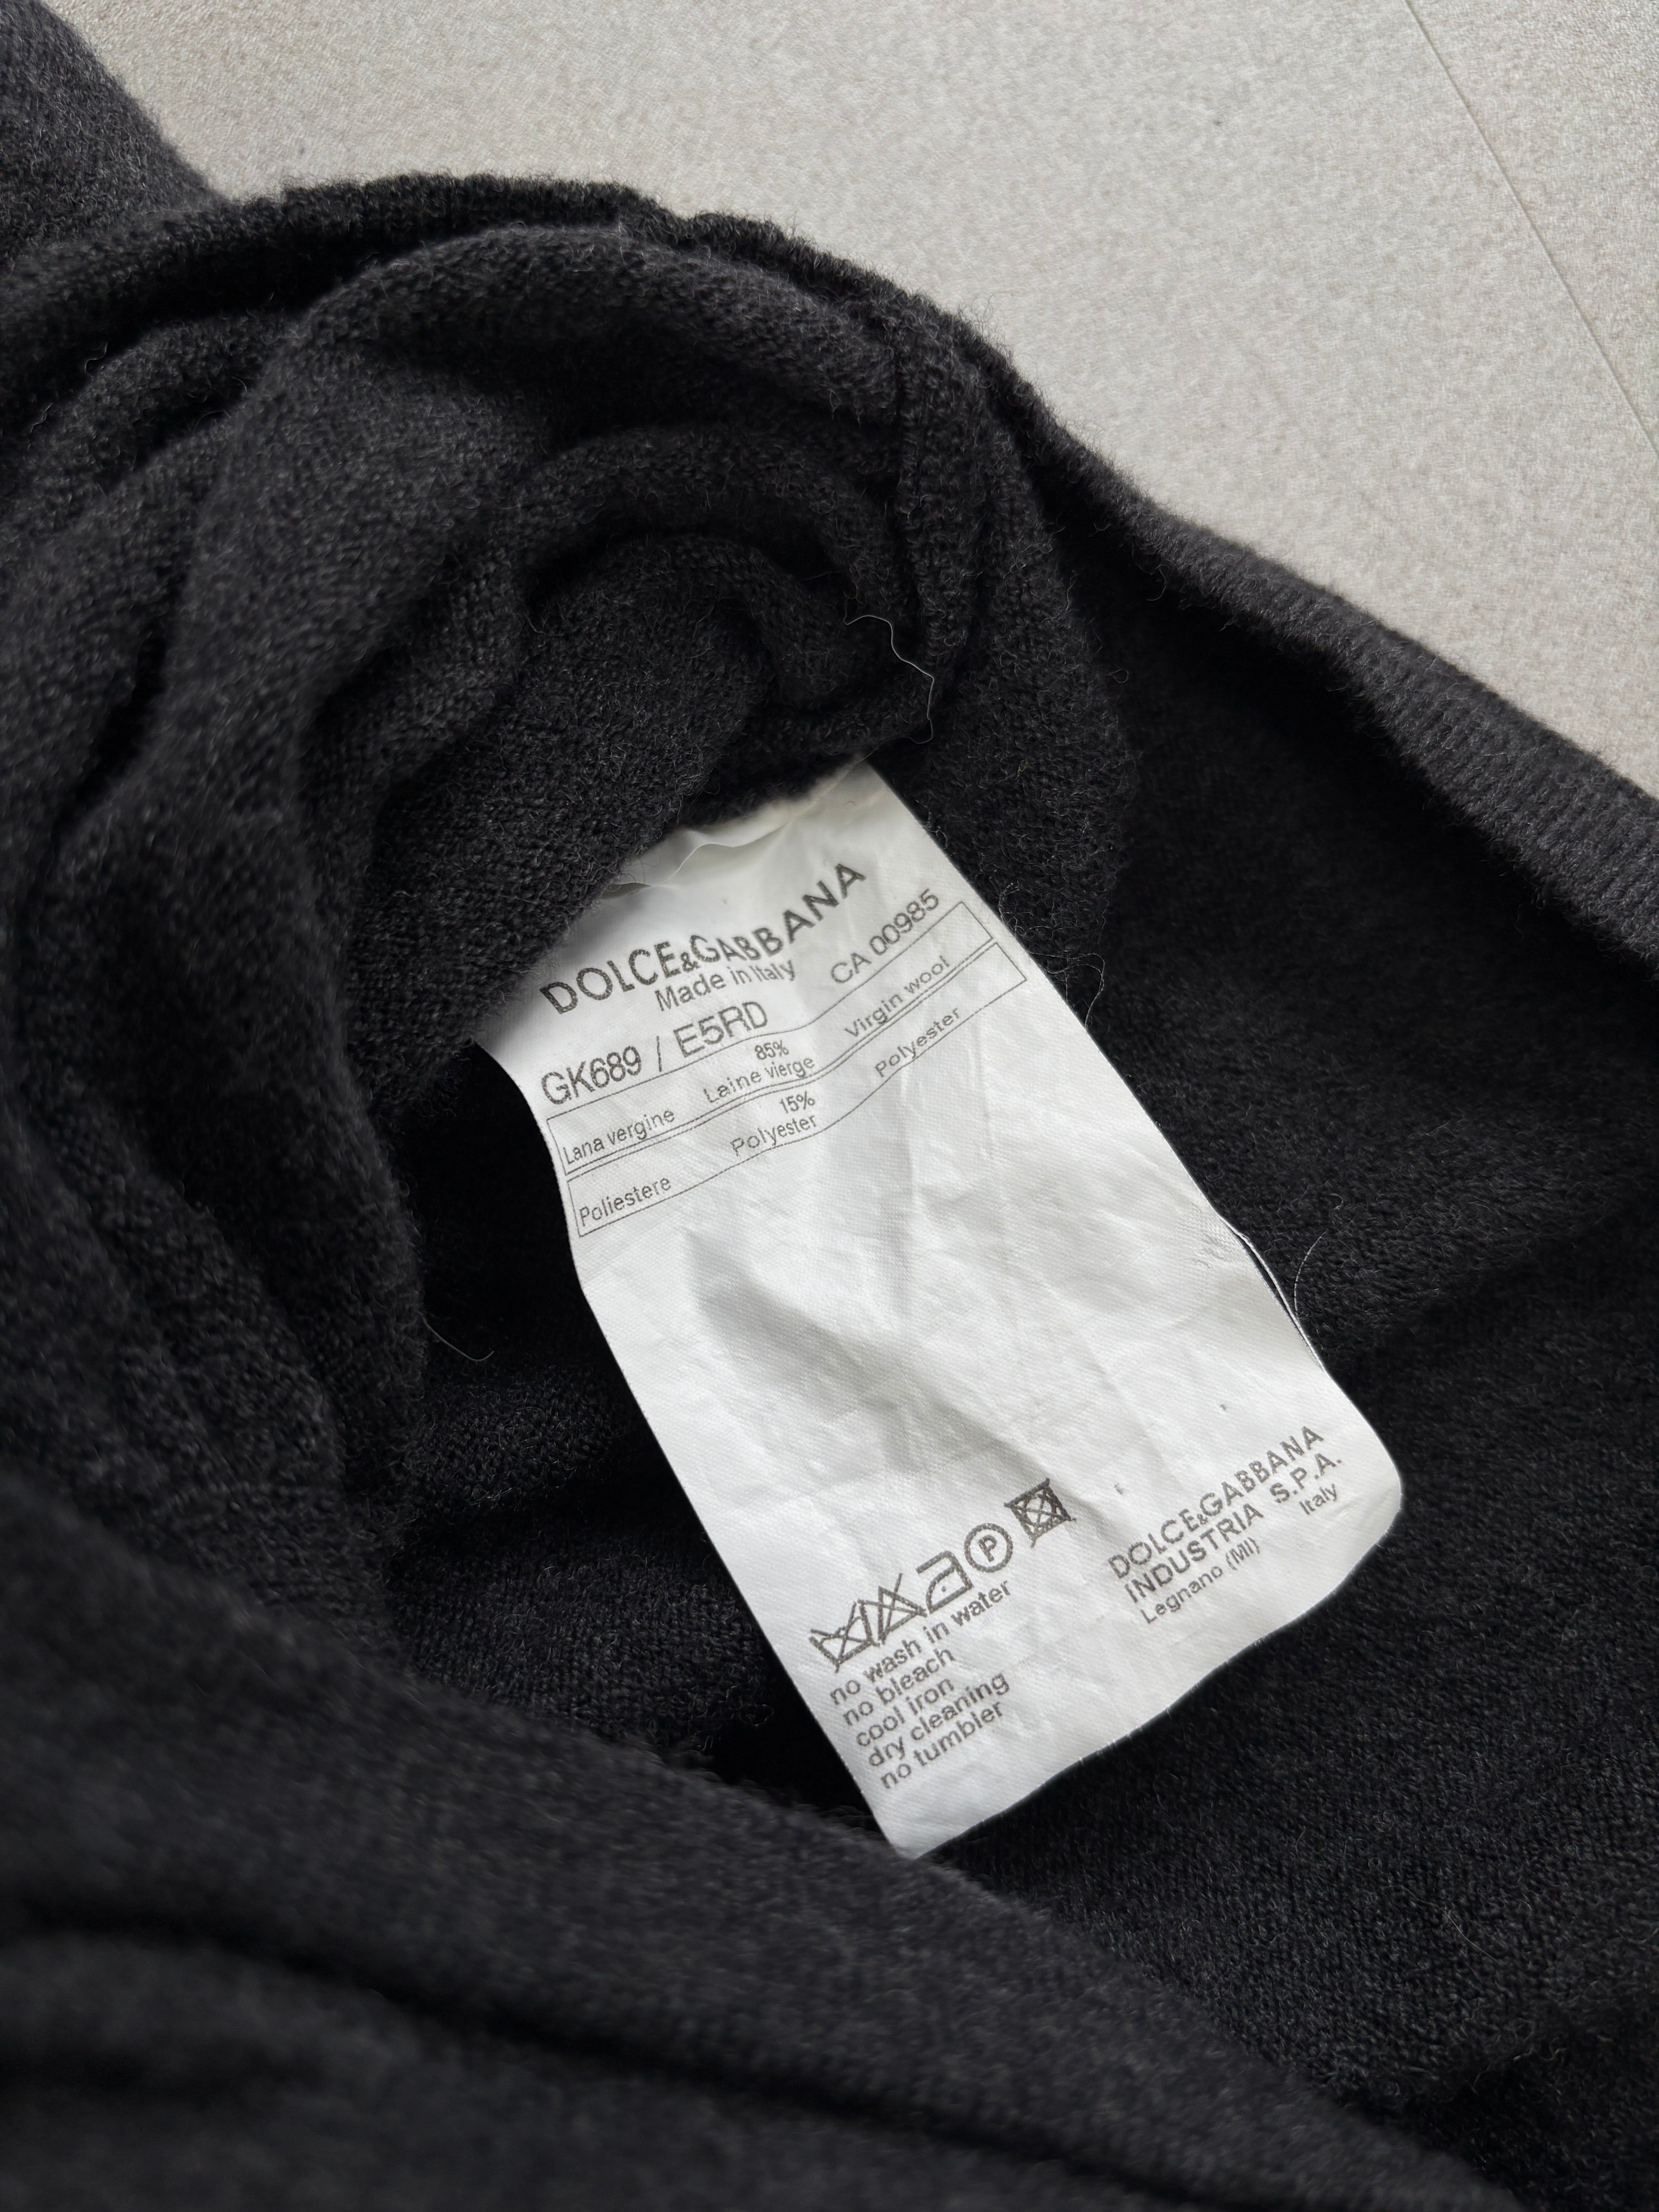 DOLCE&GABBANA
Made in Italy
GK689 / E5RD CA 00985
85%
Lana vergine Laine vierge Virgin wool
15%
Poliestere Polyester Polyester
P
no wash in water
no bleach
cool iron
dry cleaning
no tumbler
DOLCE&GABBANA
INDUSTRIA S.P.A.
Legnano (MI) Italy